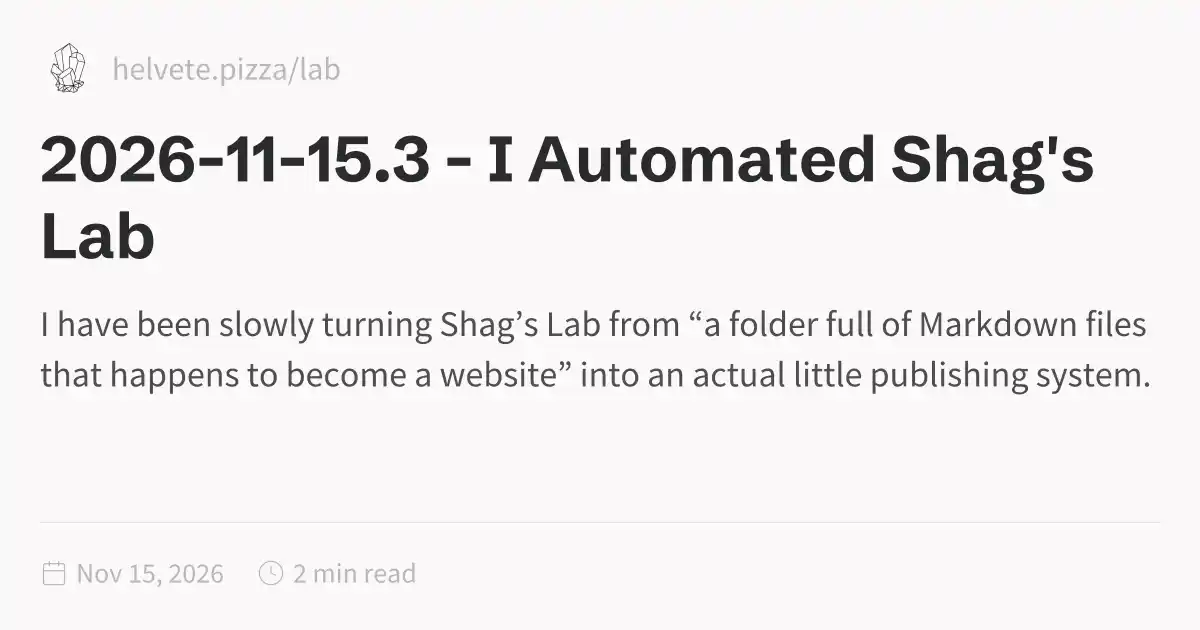 helvete.pizza/lab
2026-11-15.3 - I Automated Shag's
Lab
I have been slowly turning Shag’s Lab from “a folder full of Markdown files
that happens to become a website” into an actual little publishing system.
Nov 15, 2026 2 min read